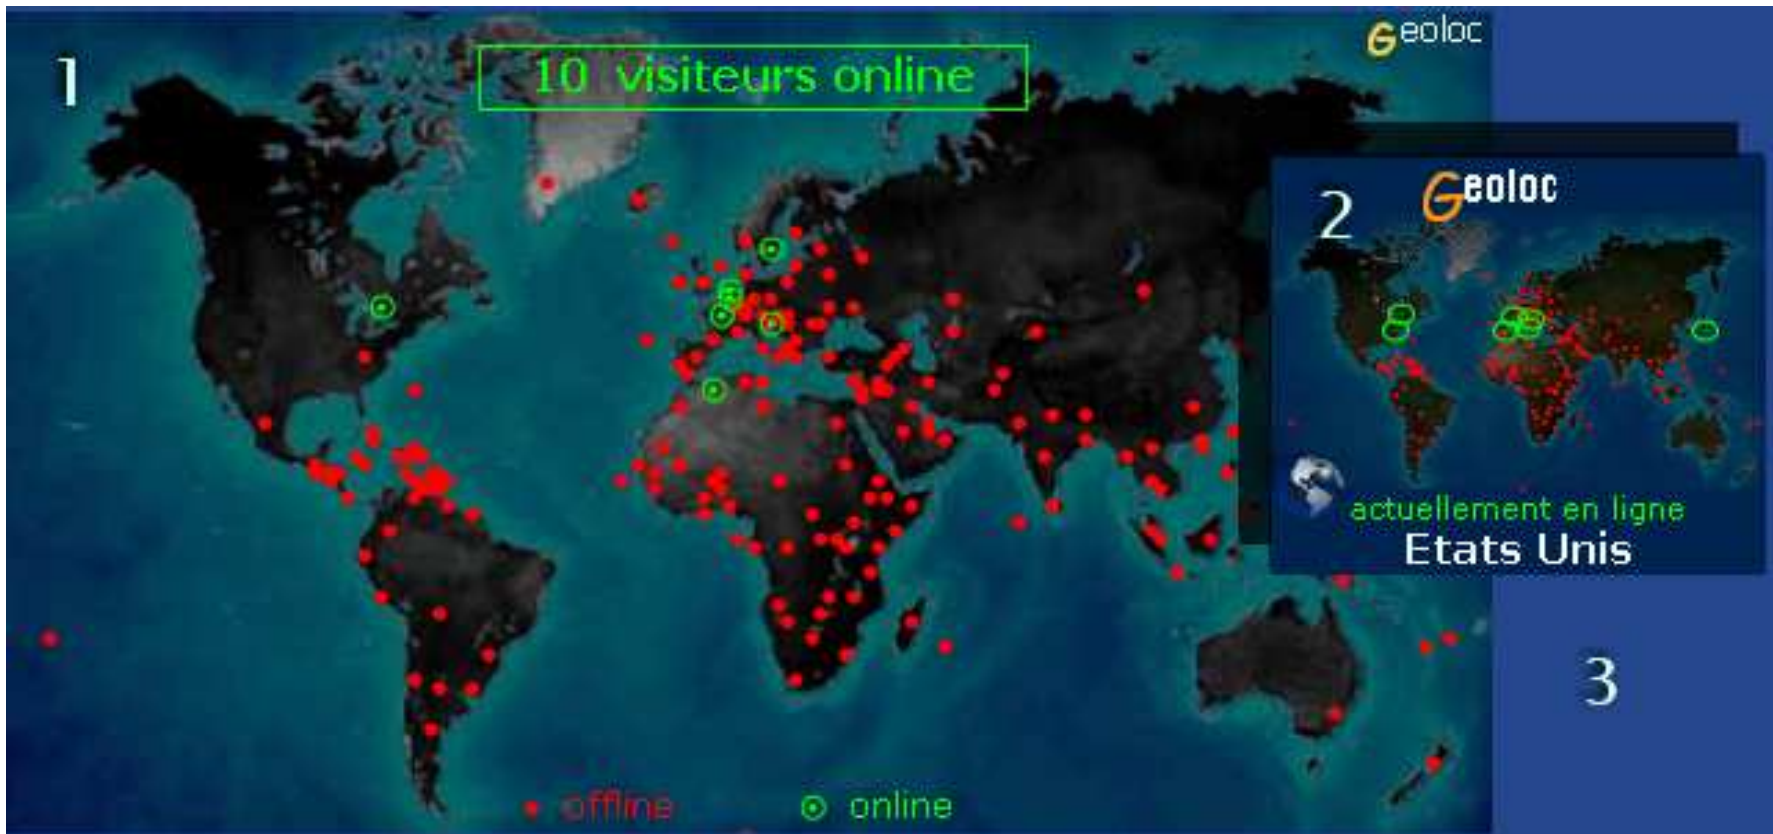 1
10 visiteurs online
Geoloc
2
Geoloc
actuellement en ligne
Etats Unis
3
offline
online